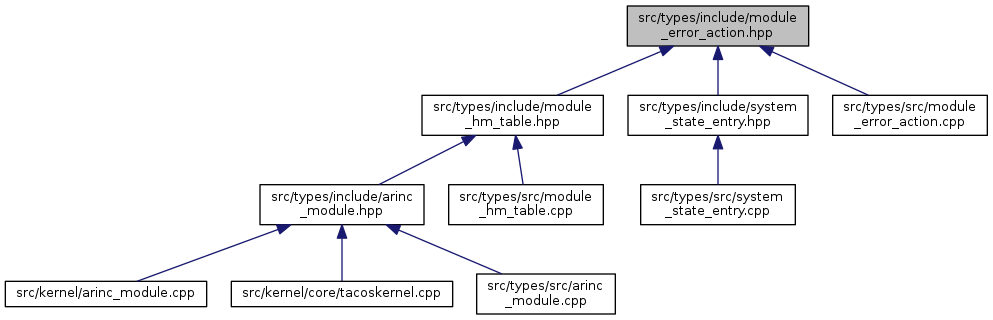 src/types/include/module
_error_action.hpp
src/types/include/module
_hm_table.hpp
src/types/include/system
_state_entry.hpp
src/types/src/module
_error_action.cpp
src/types/include/arinc
_module.hpp
src/types/src/module
_hm_table.cpp
src/types/src/system
_state_entry.cpp
src/kernel/arinc_module.cpp
src/kernel/core/tacoskernel.cpp
src/types/src/arinc
_module.cpp